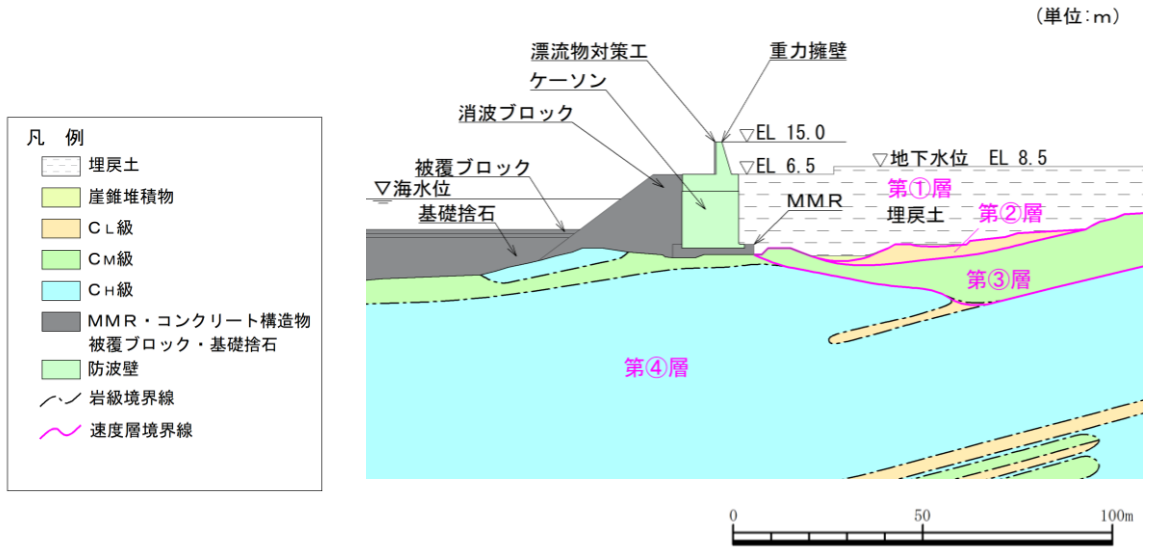 (単位:m)
漂流物対策工
重力擁壁
ケーソン
消波ブロック
被覆ブロック
▽海水位
基礎捨石
▽EL 15.0
▽EL 6.5
▽地下水位 EL 8.5
MMR
第①層
埋戻土
第②層
第③層
第④層
凡 例
埋戻土
崖錐堆積物
CL級
CM級
CH級
MMR・コンクリート構造物
被覆ブロック・基礎捨石
防波壁
岩級境界線
速度層境界線
0 50 100m